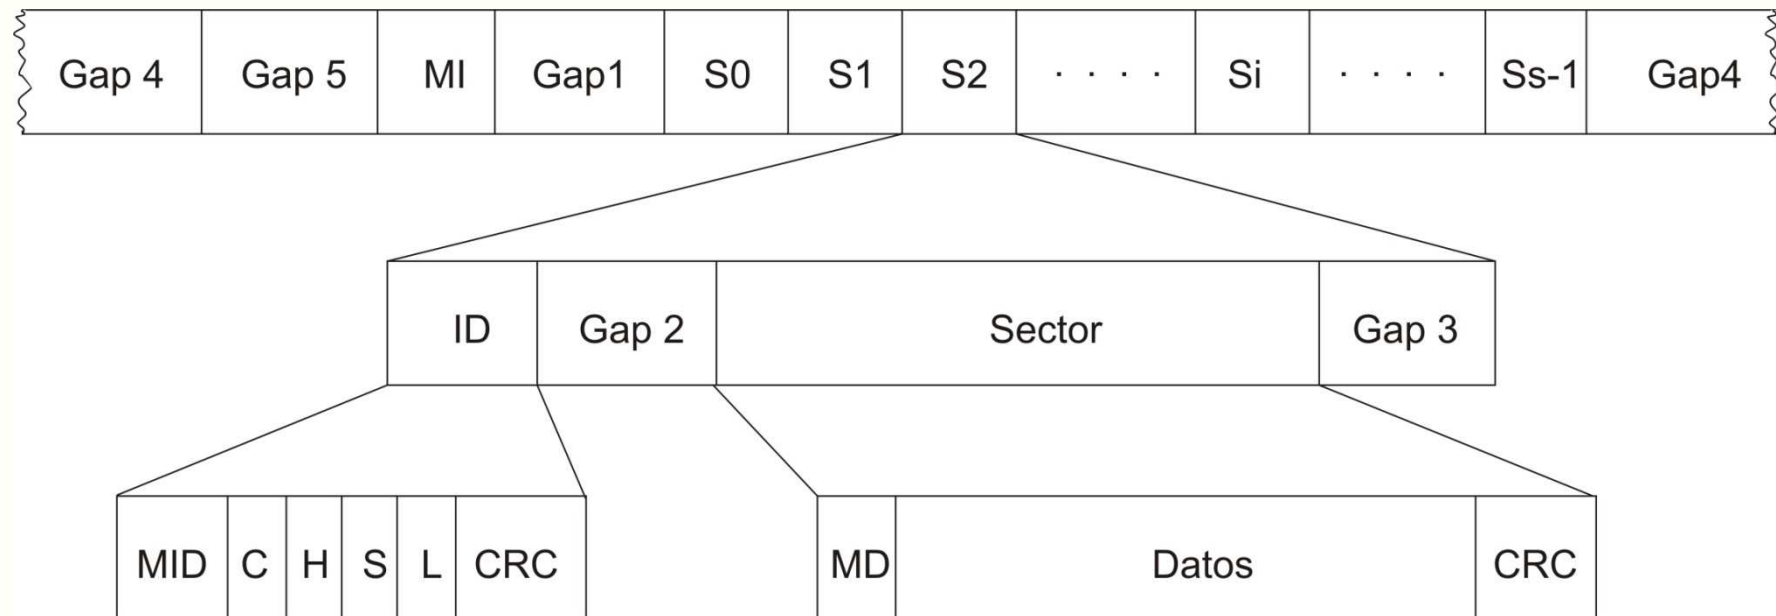 Gap 4 Gap 5 MI Gap1 S0 S1 S2 . . . . Si . . . . Ss-1 Gap4
ID Gap 2 Sector Gap 3
MID C H S L CRC MD Datos CRC